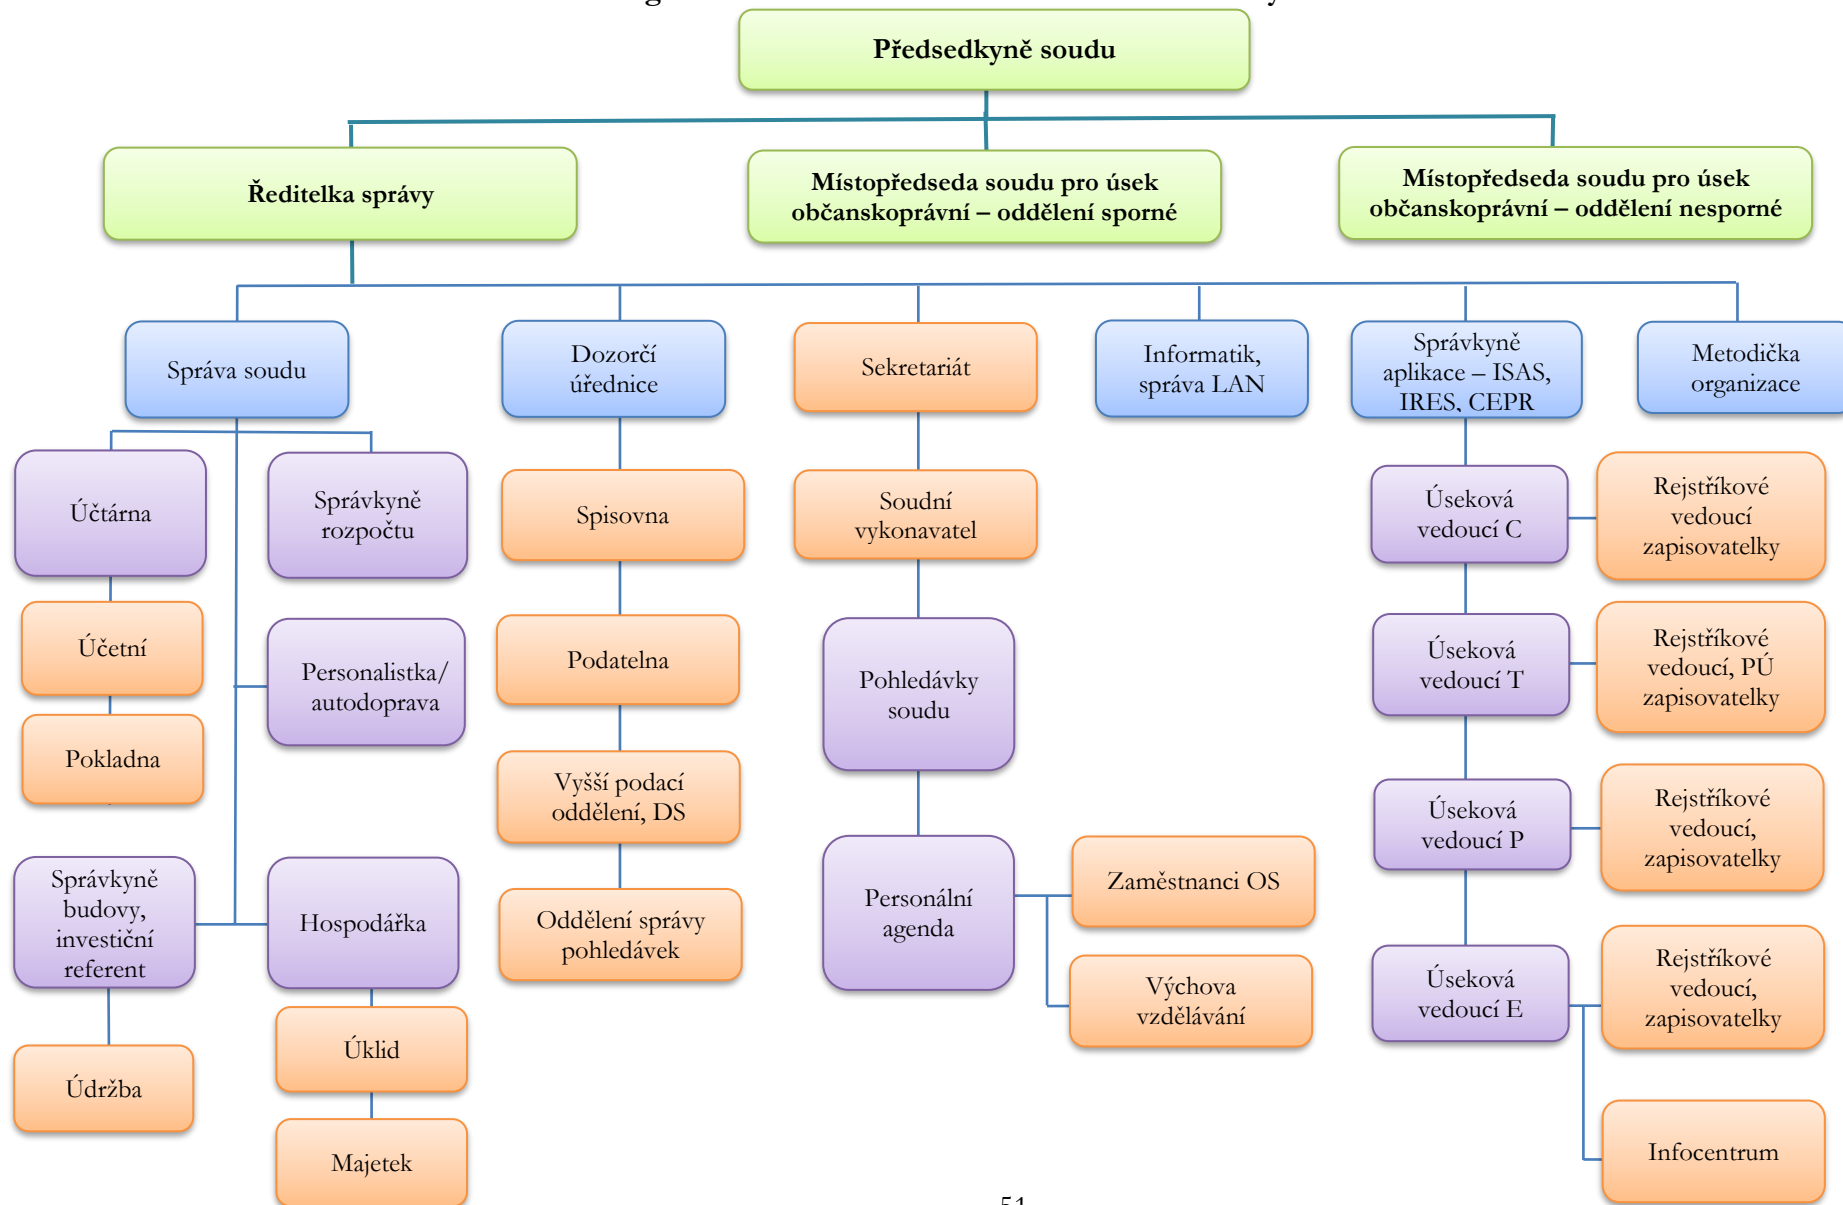 Předsedkyně soudu
Ředitelka správy
Místopředseda soudu pro úsek
občanskoprávní – oddělení sporné
Místopředseda soudu pro úsek
občanskoprávní – oddělení nesporné
Správa soudu
Dozorčí
úřednice
Sekretariát
Informatik,
správa LAN
Správkyně
aplikace – ISAS,
IRES, CEPR
Metodička
organizace
Účtárna
Správkyně
rozpočtu
Spisovna
Soudní
vykonavatel
Úseková
vedoucí C
Rejstříkové
vedoucí
zapisovatelky
Účetní
Personalistka/
autodoprava
Podatelna
Pohledávky
soudu
Úseková
vedoucí T
Rejstříkové
vedoucí, PÚ
zapisovatelky
Pokladna
Vyšší podací
oddělení, DS
Úseková
vedoucí P
Rejstříkové
vedoucí,
zapisovatelky
Správkyně
budovy,
investiční
referent
Hospodářka
Oddělení správy
pohledávek
Personální
agenda
Zaměstnanci OS
Výchova
vzdělávání
Úseková
vedoucí E
Rejstříkové
vedoucí,
zapisovatelky
Údržba
Úklid
Majetek
Infocentrum
51